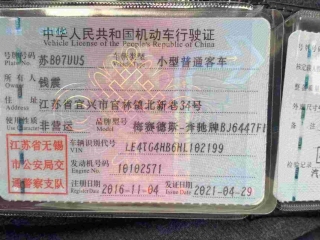 中华人民共和国机动车行驶证
Vehicle License of the People's Republic of China
号牌号码 苏B07UU5 车辆类型 小型普通客车
Plate No. Vehicle Type
所有人 钱震
Owner
住址 江苏省宜兴市官林镇北新巷34号
使用性质 非营运 品牌型号 梅赛德斯-奔驰牌BJ6447F
江苏省无锡
市公安局交
通警察支队
车辆识别代号 LE4TG4HB6HL102199
VIN
发动机号码 10102571
Engine No.
注册日期 2016-11-04 发证日期 2021-04-29
Register Date Issue Date